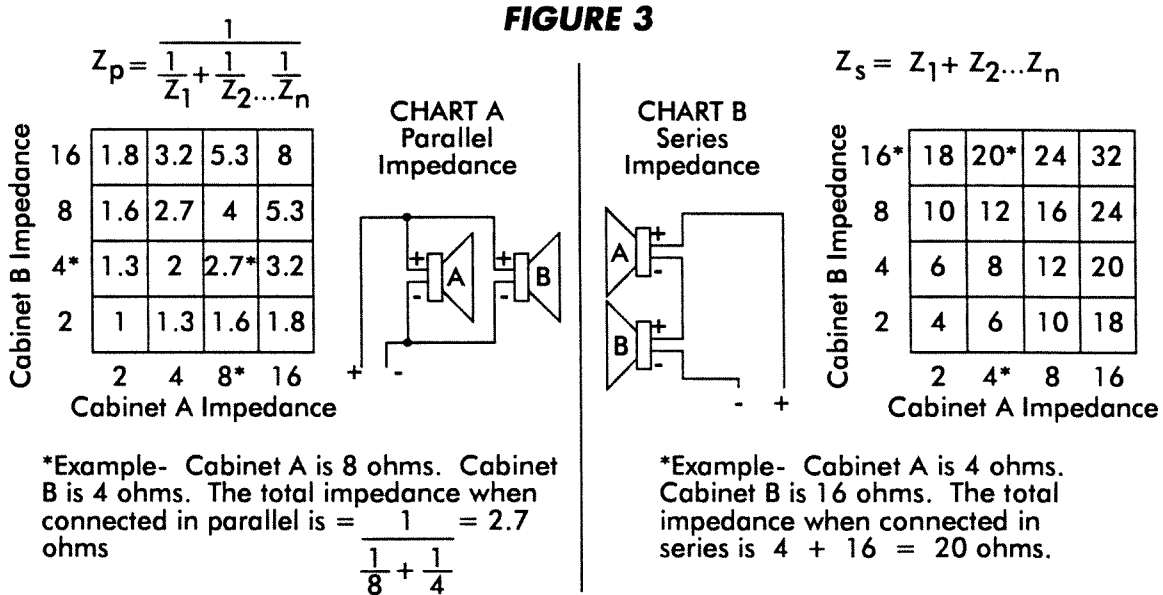 FIGURE 3
Zp = 1
1/Z1 + 1/Z2 ... 1/Zn
CHART A
Parallel
Impedance
Cabinet B Impedance
16 1.8 3.2 5.3 8
8 1.6 2.7 4 5.3
4* 1.3 2 2.7* 3.2
2 1 1.3 1.6 1.8
2 4 8* 16
Cabinet A Impedance
+ A - + B -
+ -
*Example- Cabinet A is 8 ohms. Cabinet
B is 4 ohms. The total impedance when
connected in parallel is = 1 = 2.7
ohms
1/8 + 1/4
Zs = Z1 + Z2...Zn
CHART B
Series
Impedance
A + -
B + -
- +
Cabinet B Impedance
16* 18 20* 24 32
8 10 12 16 24
4 6 8 12 20
2 4 6 10 18
2 4* 8 16
Cabinet A Impedance
*Example- Cabinet A is 4 ohms.
Cabinet B is 16 ohms. The total
impedance when connected in
series is 4 + 16 = 20 ohms.